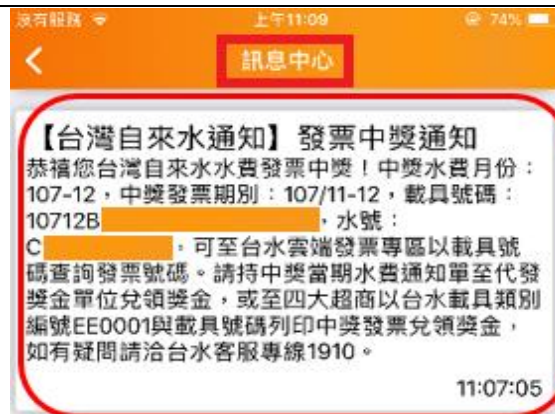 沒有服務 上午11:09 74%
訊息中心
【台灣自來水通知】發票中獎通知
恭禧您台灣自來水水費發票中獎！中獎水費月份：
107-12，中獎發票期別：107/11-12，載具號碼：
10712B，水號：
C，可至台水雲端發票專區以載具號
碼查詢發票號碼。請持中獎當期水費通知單至代發
獎金單位兌領獎金，或至四大超商以台水載具類別
編號EE0001與載具號碼列印中獎發票兌領獎金，
如有疑問請洽台水客服專線1910。
11:07:05